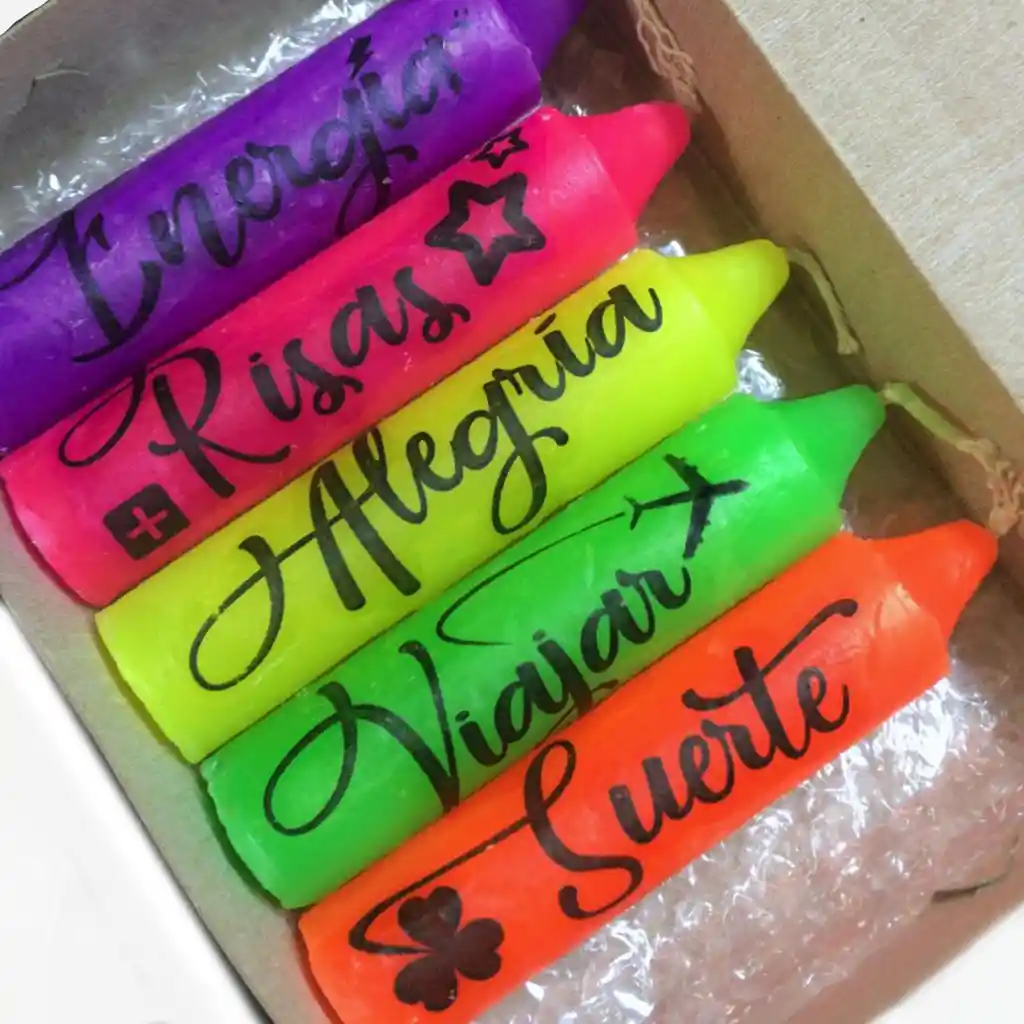 Energía
Risas
Alegría
Viajar
Suerte